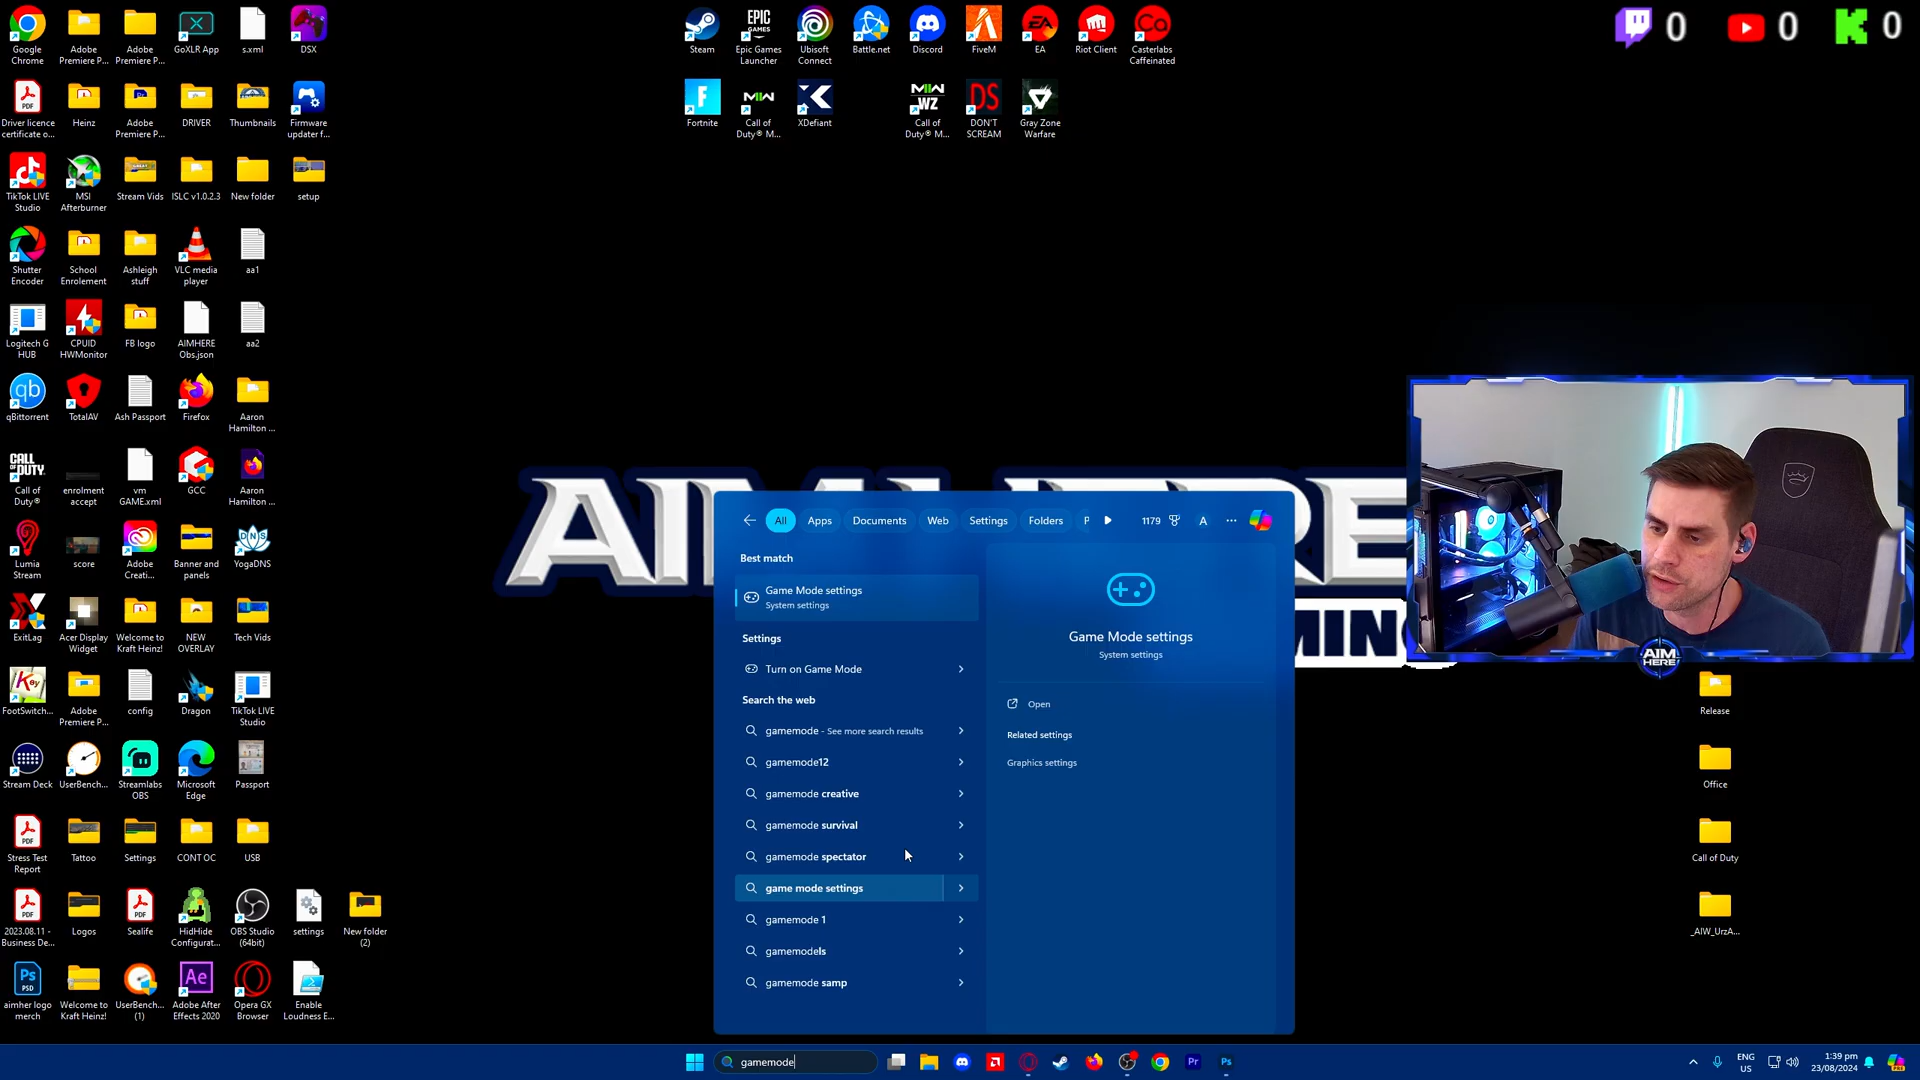 Google
Chrome
Adobe
Premiere P...
Adobe
Premiere P...
GoXLR App
s.xml
DSX
Driver licence
certificate o...
Heinz
Adobe
Premiere P...
DRIVER
Thumbnails
Firmware
updater f...
TikTok LIVE
Studio
MSI
Afterburner
Stream Vids
ISLC v1.0.2.3
New folder
setup
Shutter
Encoder
School
Enrolement
Ashleigh
stuff
VLC media
player
aa1
Logitech G
HUB
CPUID
HWMonitor
FB logo
AIMHERE
Obs.json
aa2
qBittorrent
TotalAV
Ash Passport
Firefox
Aaron
Hamilton ...
Call of
Duty®
enrolment
accept
vm
GAME.xml
GCC
Aaron
Hamilton ...
Lumia
Stream
score
Adobe
Creati...
Banner and
panels
YogaDNS
ExitLag
Acer Display
Widget
Welcome to
Kraft Heinz!
NEW
OVERLAY
Tech Vids
FootSwitch...
Adobe
Premiere P...
config
Dragon
TikTok LIVE
Studio
Stream Deck
UserBench...
Streamlabs
OBS
Microsoft
Edge
Passport
Stress Test
Report
Tattoo
Settings
CONT OC
USB
2023.08.11 -
Business De...
Logos
Sealife
HidHide
Configurat...
OBS Studio
(64bit)
settings
New folder
(2)
aimher logo
merch
Welcome to
Kraft Heinz!
UserBench...
(1)
Adobe After
Effects 2020
Opera GX
Browser
Enable
Loudness E...
Steam
Epic Games
Launcher
Ubisoft
Connect
Battle.net
Discord
FiveM
EA
Riot Client
Casterlabs
Caffeinated
Fortnite
Call of
Duty® M...
XDefiant
Call of
Duty® M...
DON'T
SCREAM
Gray Zone
Warfare
0
0
0
All
Apps
Documents
Web
Settings
Folders
P
1179
A
Best match
Game Mode settings
System settings
Settings
Turn on Game Mode
Search the web
gamemode - See more search results
gamemode12
gamemode creative
gamemode survival
gamemode spectator
game mode settings
gamemode 1
gamemodels
gamemode samp
Game Mode settings
System settings
Open
Related settings
Graphics settings
AIM
HERE
Release
Office
Call of Duty
_AIW_UrzA...
gamemode
ENG
US
1:39 pm
23/08/2024